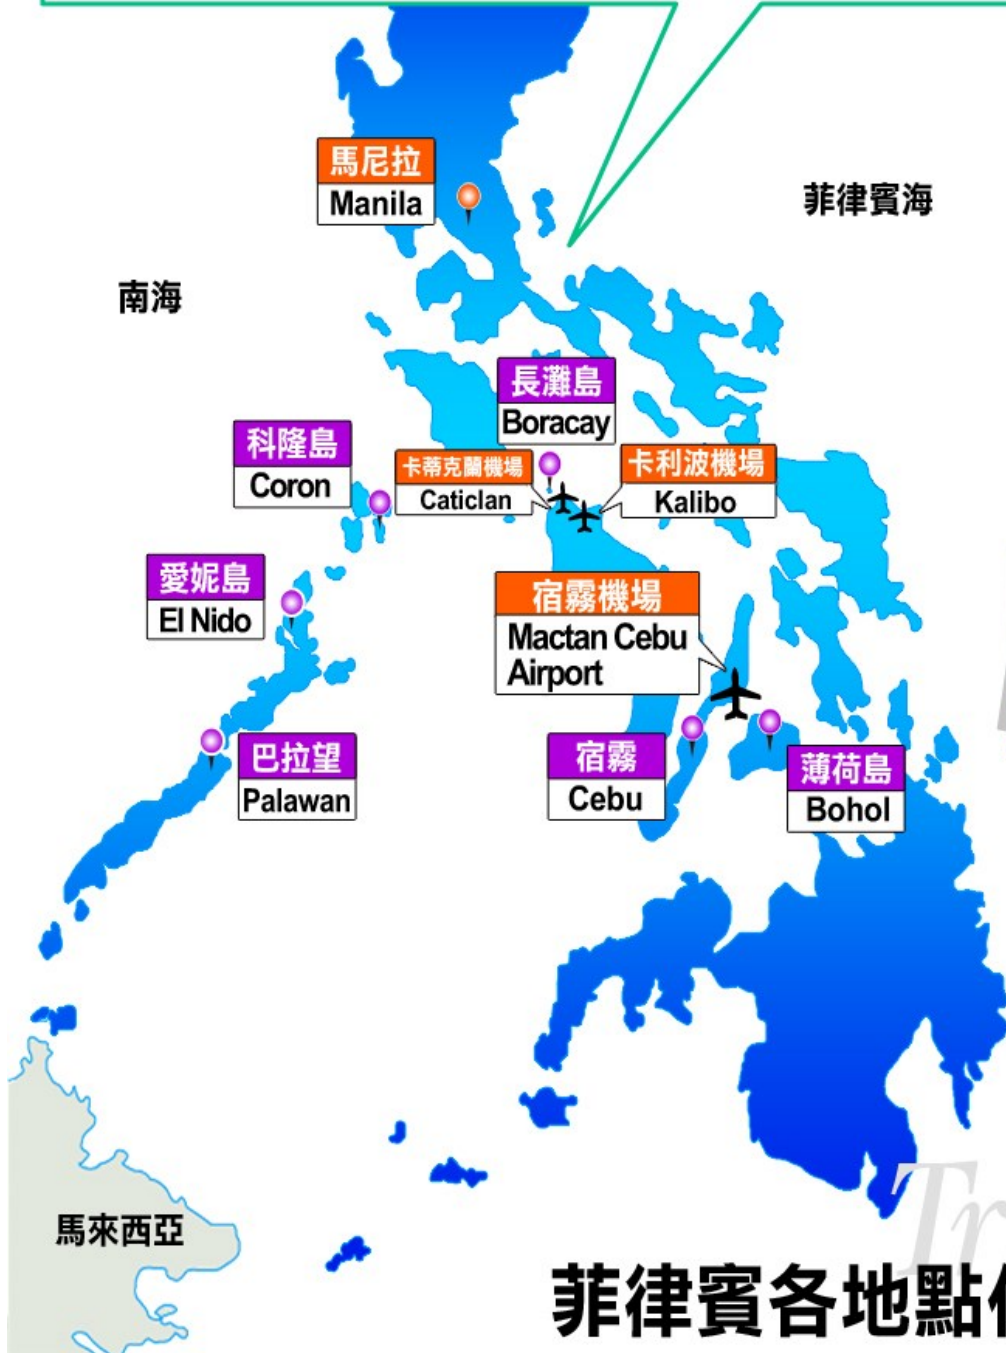 馬尼拉
Manila
菲律賓海
南海
長灘島
Boracay
科隆島
Coron
卡蒂克蘭機場
Caticlan
卡利波機場
Kalibo
愛妮島
El Nido
宿霧機場
Mactan Cebu
Airport
巴拉望
Palawan
宿霧
Cebu
薄荷島
Bohol
馬來西亞
Tr
菲律賓各地點